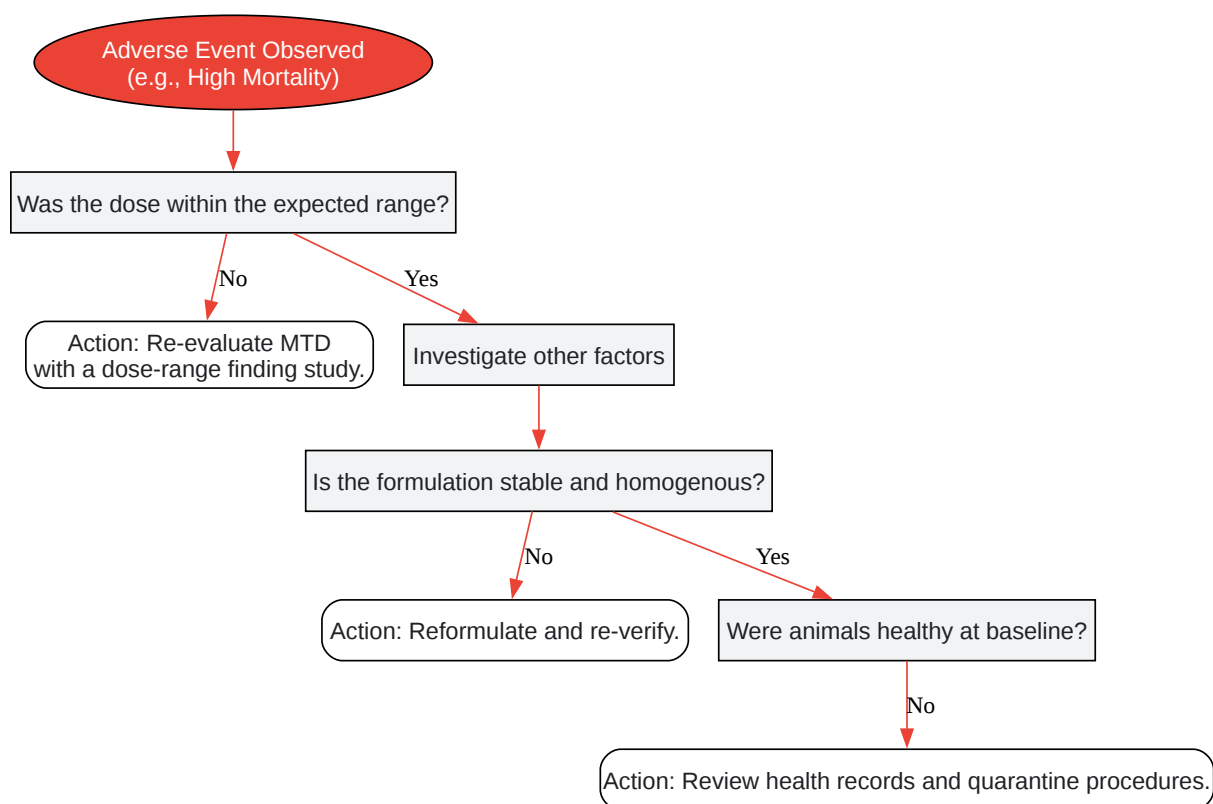 Adverse Event Observed
(e.g., High Mortality)
Was the dose within the expected range?
No
Yes
Action: Re-evaluate MTD
with a dose-range finding study.
Investigate other factors
Is the formulation stable and homogenous?
No
Yes
Action: Reformulate and re-verify.
Were animals healthy at baseline?
No
Action: Review health records and quarantine procedures.